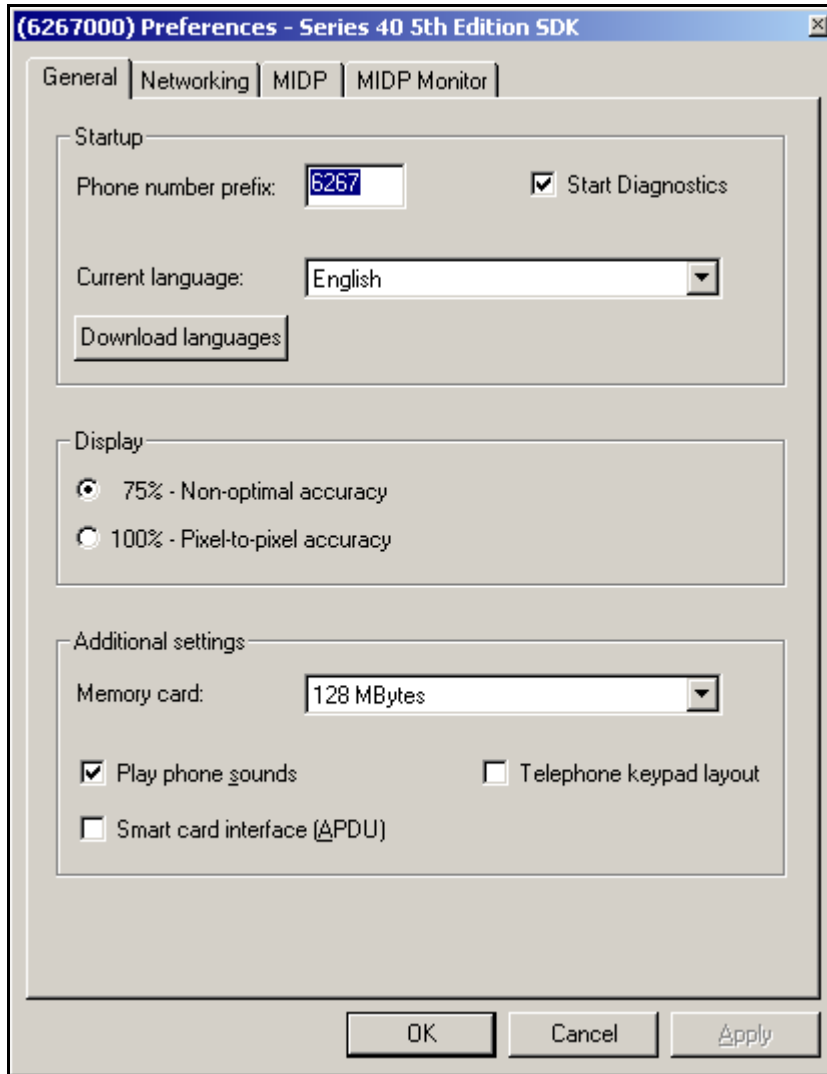 (6267000) Preferences - Series 40 5th Edition SDK
General Networking MIDP MIDP Monitor
Startup
Phone number prefix: 6267 Start Diagnostics
Current language: English
Download languages
Display
75% - Non-optimal accuracy
100% - Pixel-to-pixel accuracy
Additional settings
Memory card: 128 MBytes
Play phone sounds Telephone keypad layout
Smart card interface (APDU)
OK Cancel Apply